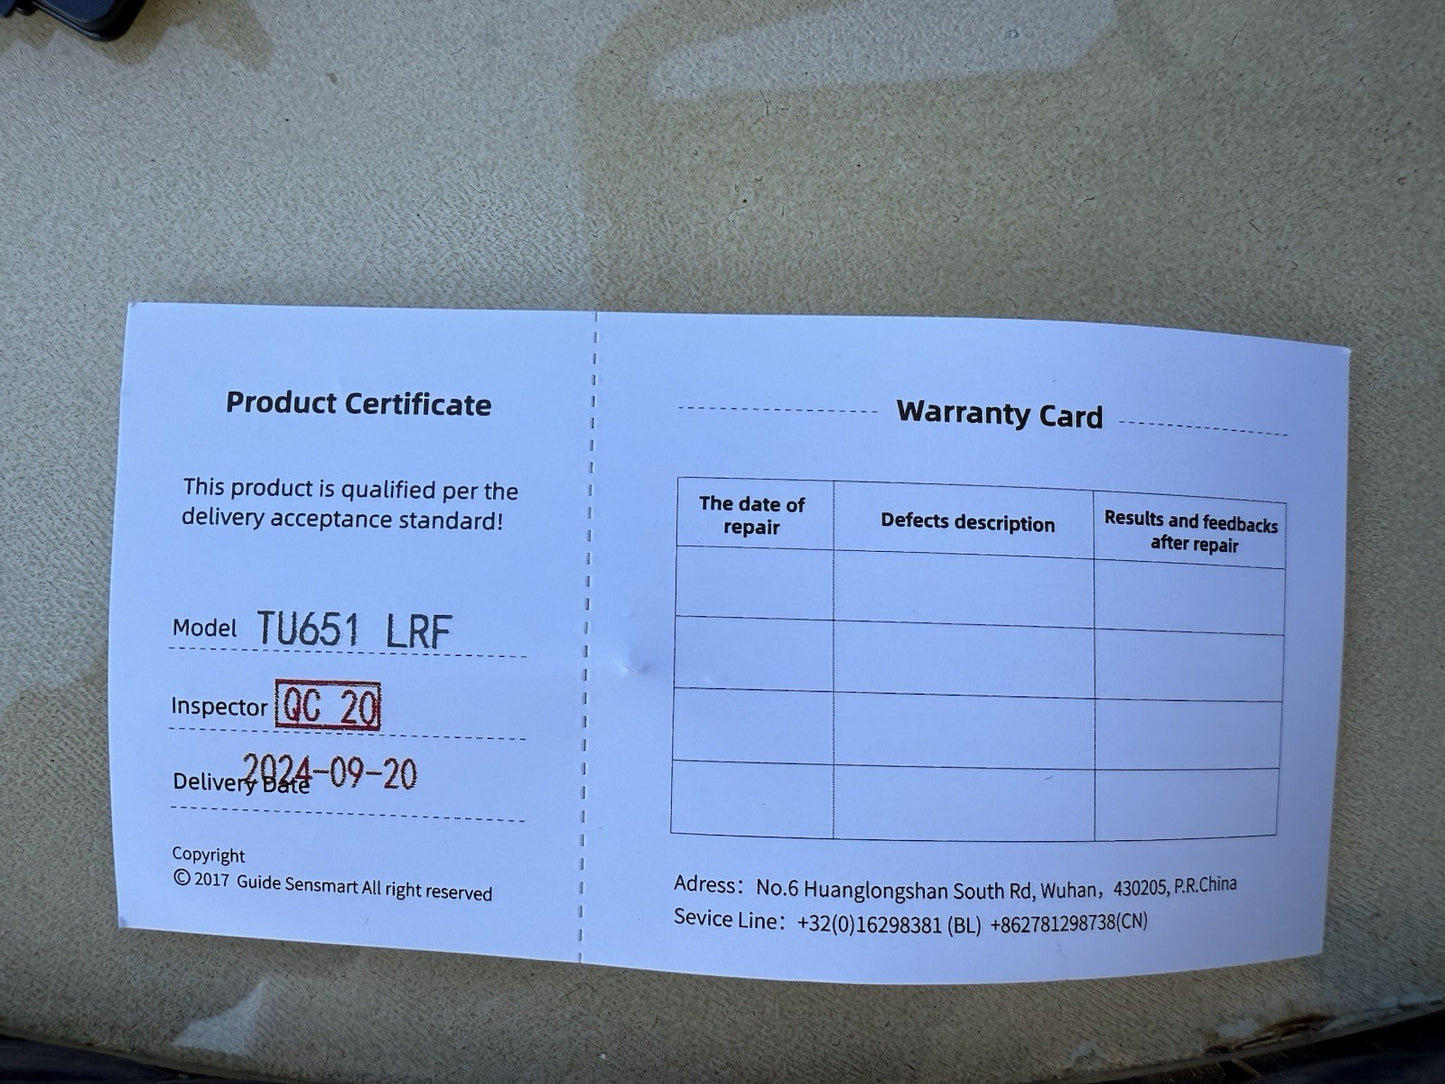 Product Certificate
This product is qualified per the
delivery acceptance standard!
Model TU651 LRF
Inspector QC 20
Delivery Date 2024-09-20
Copyright
© 2017 Guide Sensmart All right reserved
Warranty Card
The date of
repair
Defects description
Results and feedbacks
after repair
Adress： No.6 Huanglongshan South Rd, Wuhan，430205, P.R.China
Sevice Line： +32(0)16298381 (BL) +862781298738(CN)